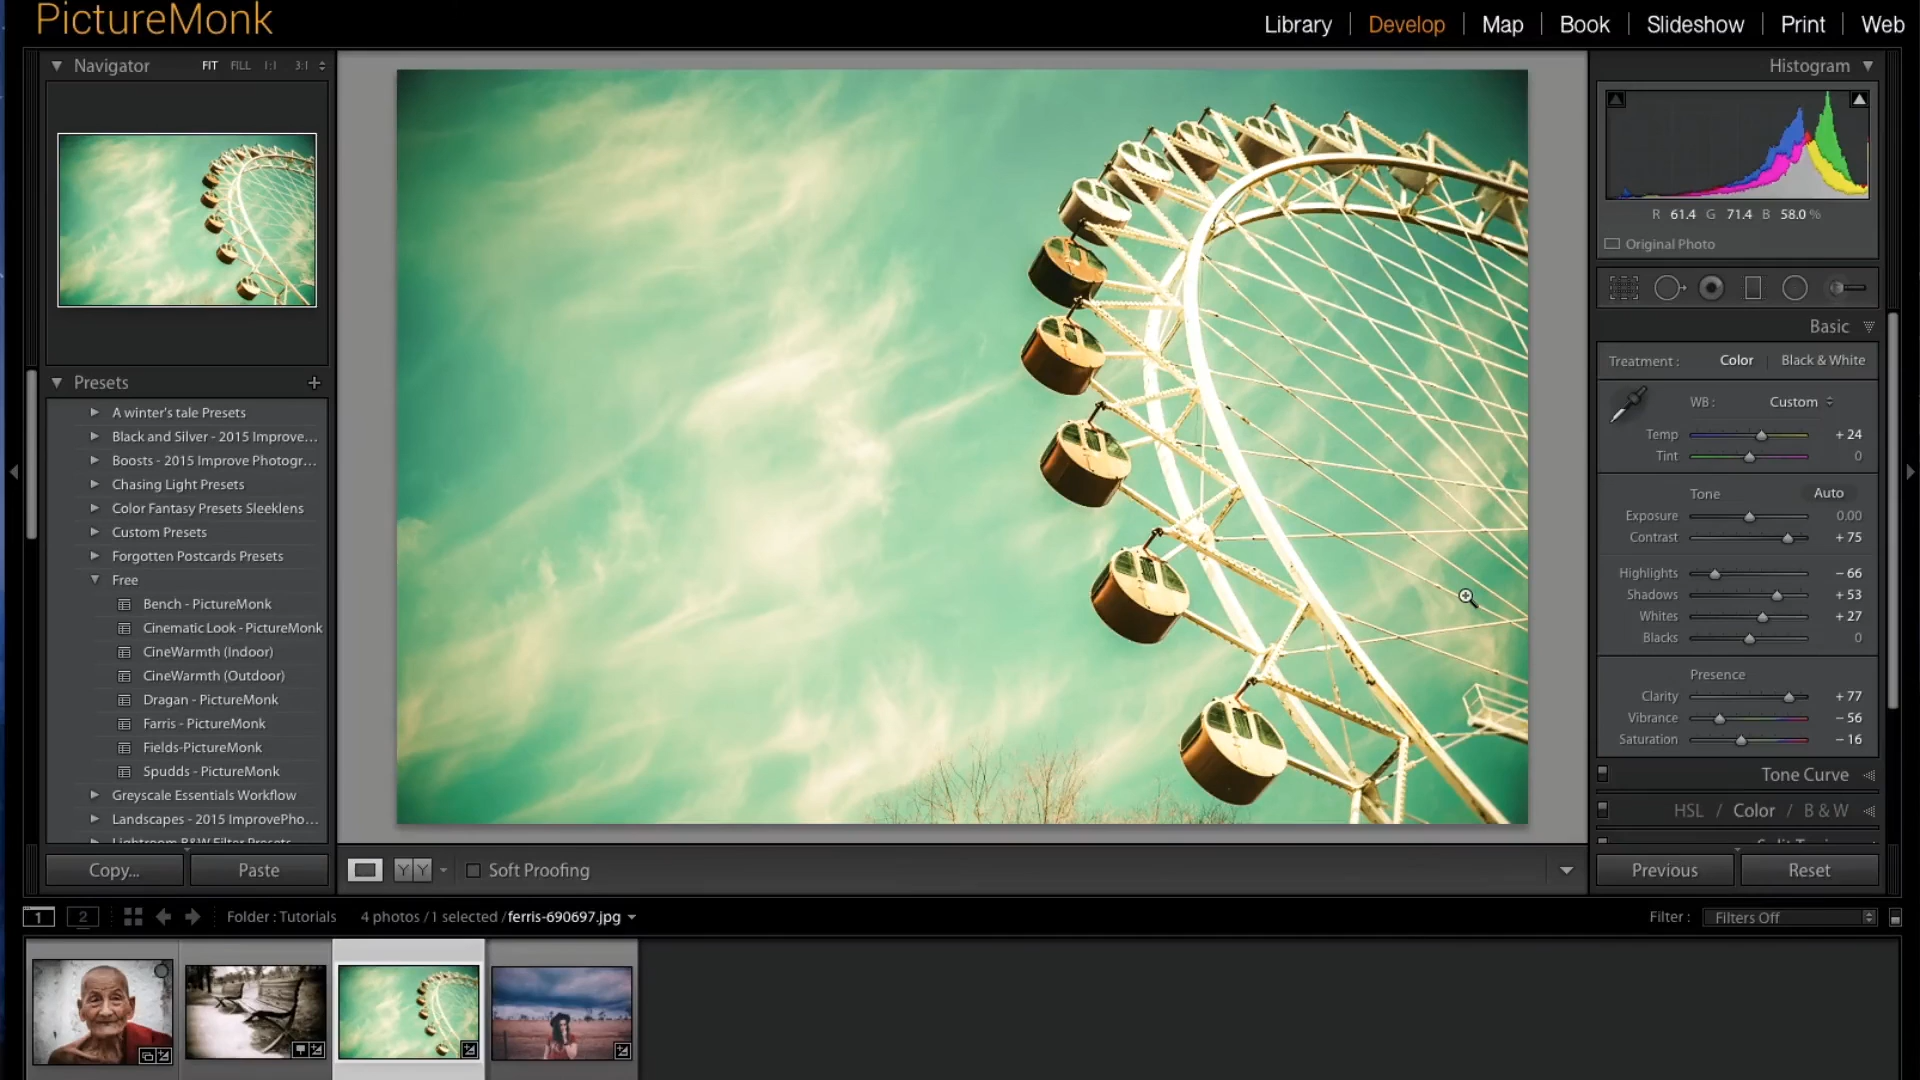 PictureMonk
Library | Develop | Map | Book | Slideshow | Print | Web
Navigator FIT FILL 1:1 3:1
Presets +
A winter's tale Presets
Black and Silver - 2015 Improve...
Boosts - 2015 Improve Photogr...
Chasing Light Presets
Color Fantasy Presets Sleeklens
Custom Presets
Forgotten Postcards Presets
Free
Bench - PictureMonk
Cinematic Look - PictureMonk
CineWarmth (Indoor)
CineWarmth (Outdoor)
Dragan - PictureMonk
Farris - PictureMonk
Fields-PictureMonk
Spudds - PictureMonk
Greyscale Essentials Workflow
Landscapes - 2015 ImprovePho...
Lightroom B&W Filter Presets
Copy... Paste
YY Soft Proofing
Histogram
R 61.4 G 71.4 B 58.0 %
Original Photo
Basic
Treatment : Color | Black & White
WB : Custom
Temp + 24
Tint 0
Tone Auto
Exposure 0.00
Contrast + 75
Highlights − 66
Shadows + 53
Whites + 27
Blacks 0
Presence
Clarity + 77
Vibrance − 56
Saturation − 16
Tone Curve
HSL / Color / B & W
Previous Reset
1 2 Folder : Tutorials 4 photos / 1 selected / ferris-690697.jpg Filter : Filters Off